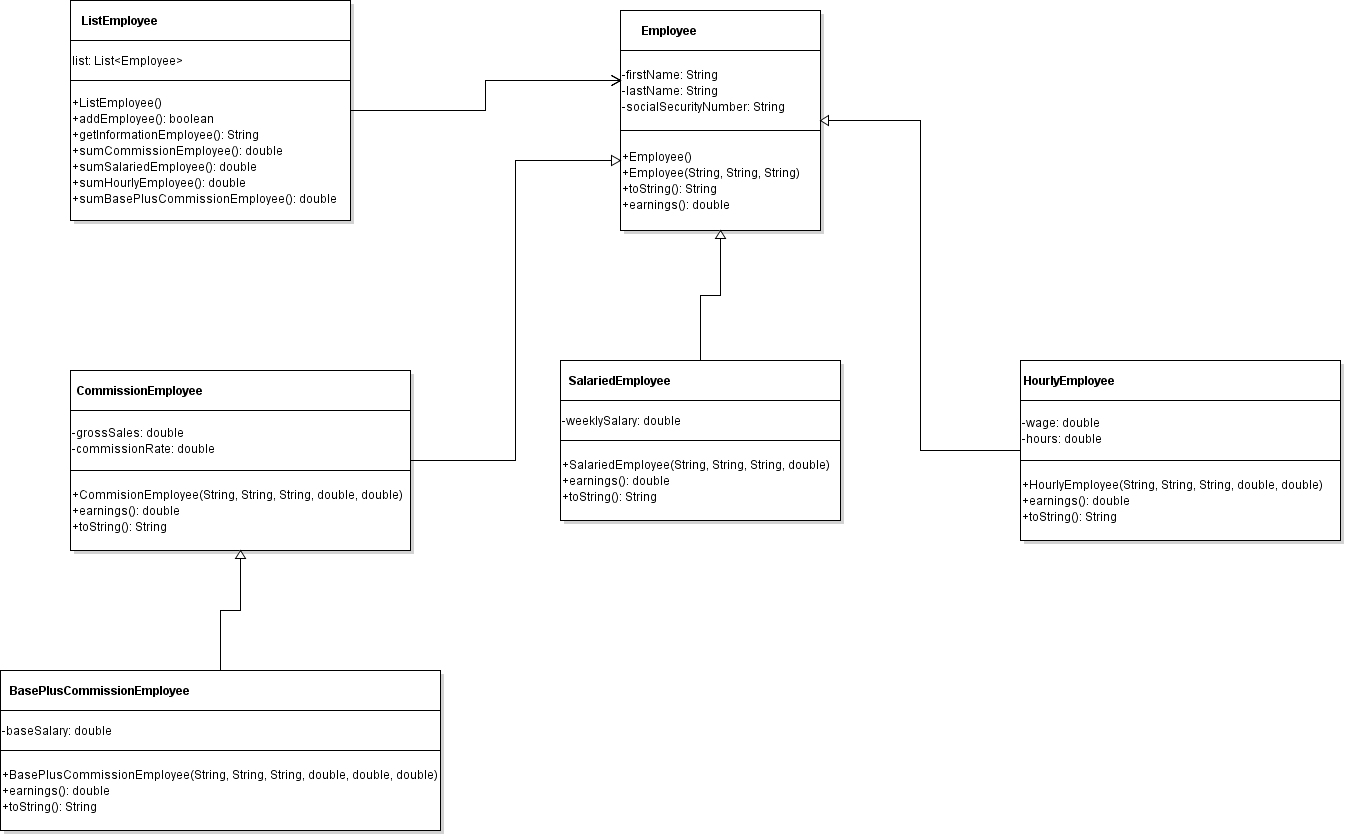 ListEmployee
list: List<Employee>
+ListEmployee()
+addEmployee(): boolean
+getInformationEmployee(): String
+sumCommissionEmployee(): double
+sumSalariedEmployee(): double
+sumHourlyEmployee(): double
+sumBasePlusCommissionEmployee(): double
Employee
-firstName: String
-lastName: String
-socialSecurityNumber: String
+Employee()
+Employee(String, String, String)
+toString(): String
+earnings(): double
CommissionEmployee
-grossSales: double
-commissionRate: double
+CommisionEmployee(String, String, String, double, double)
+earnings(): double
+toString(): String
SalariedEmployee
-weeklySalary: double
+SalariedEmployee(String, String, String, double)
+earnings(): double
+toString(): String
HourlyEmployee
-wage: double
-hours: double
+HourlyEmployee(String, String, String, double, double)
+earnings(): double
+toString(): String
BasePlusCommissionEmployee
-baseSalary: double
+BasePlusCommissionEmployee(String, String, String, double, double, double)
+earnings(): double
+toString(): String